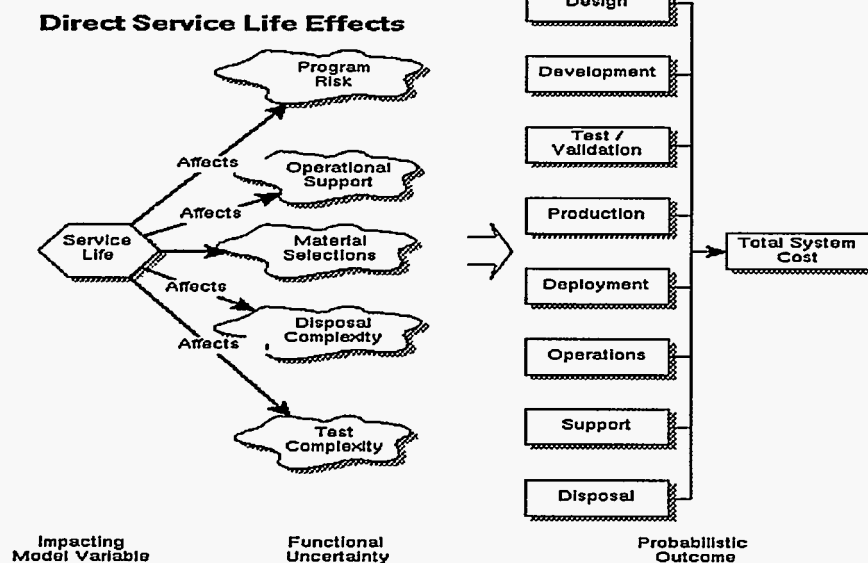 Design
Direct Service Life Effects
Program
Risk
Development
Affects
Test /
Validation
Operational
Support
Affects
Production
Service
Life
Material
Selections
Total System
Cost
Affects
Deployment
Disposal
Complexity
Affects
Operations
Test
Complexity
Support
Disposal
Impacting
Model Variable
Functional
Uncertainty
Probabilistic
Outcome